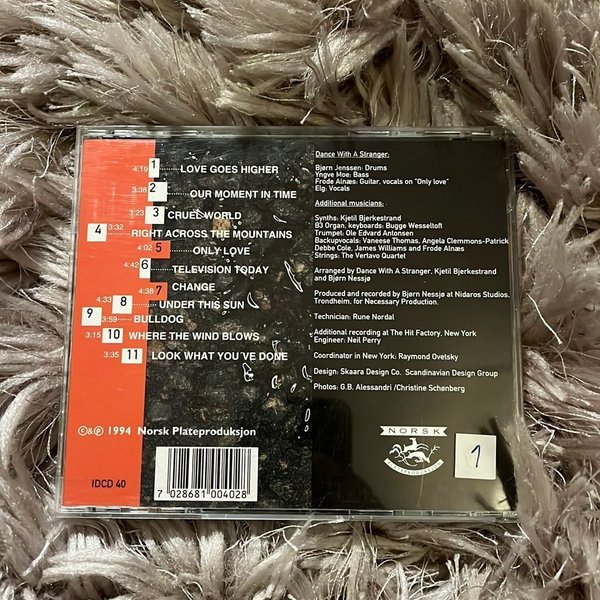 1
4:19 LOVE GOES HIGHER
2
3:38 OUR MOMENT IN TIME
3
3:23 CRUEL WORLD
4
3:32 RIGHT ACROSS THE MOUNTAINS
4:02 5 ONLY LOVE
4:42 6 TELEVISION TODAY
4:38 7 CHANGE
4:33 8 UNDER THIS SUN
9
3:59 BULLDOG
3:15 10 WHERE THE WIND BLOWS
3:35 11 LOOK WHAT YOU'VE DONE
©&℗ 1994 Norsk Plateproduksjon
IDCD 40
7 028681 004028
Dance With A Stranger:
Bjørn Jenssen: Drums
Yngve Moe: Bass
Frode Alnæs: Guitar, vocals on "Only love"
Elg: Vocals
Additional musicians:
Synths: Kjetil Bjerkestrand
B3 Organ, keyboards: Bugge Wesseltoft
Trumpet: Ole Edvard Antonsen
Backupvocals: Vaneese Thomas, Angela Clemmons-Patrick
Debbe Cole, James Williams and Frode Alnæs
Strings: The Vertavo Quartet
Arranged by Dance With A Stranger, Kjetil Bjerkestrand
and Bjørn Nessjø
Produced and recorded by Bjørn Nessjø at Nidaros Studios,
Trondheim, for Necessary Production.
Technician: Rune Nordal
Additional recording at The Hit Factory, New York
Engineer: Neil Perry
Coordinator in New York: Raymond Ovetsky
Design: Skaara Design Co. Scandinavian Design Group
Photos: G.B. Alessandri /Christine Schønberg
NORSK
PLATEPRODUKSJON
1